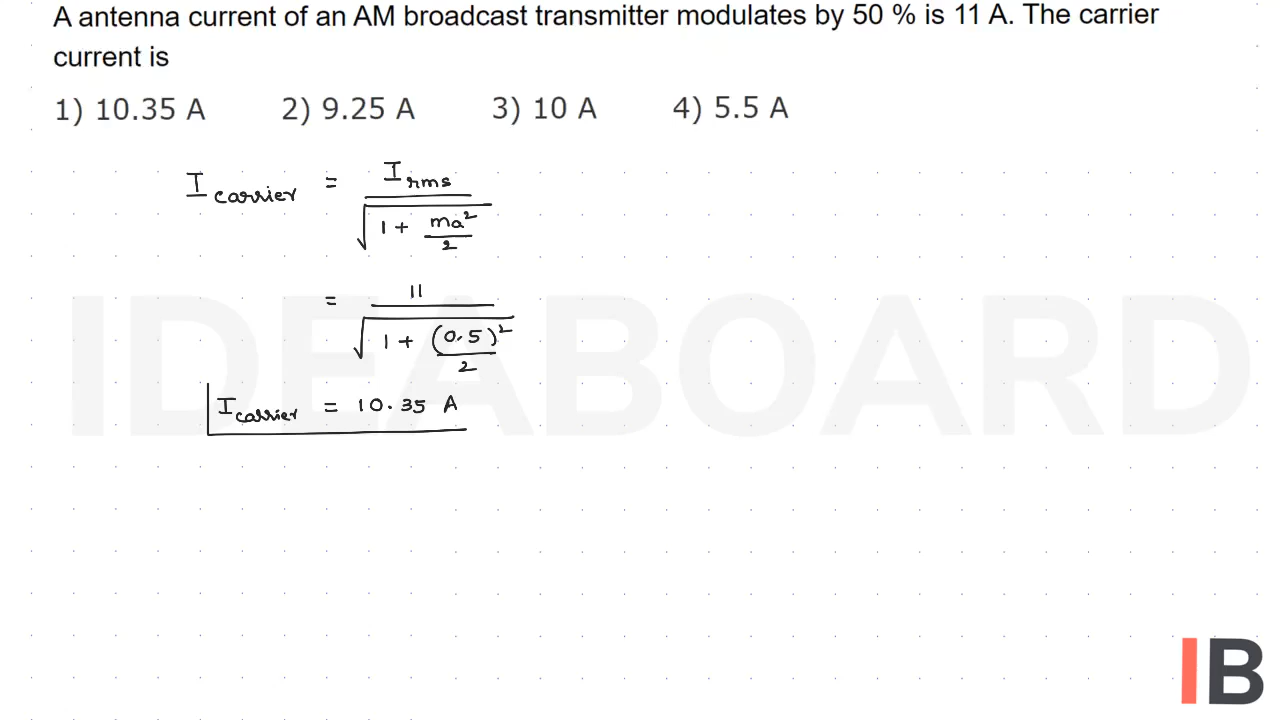 A antenna current of an AM broadcast transmitter modulates by 50 % is 11 A. The carrier
current is
1) 10.35 A 2) 9.25 A 3) 10 A 4) 5.5 A
I carrier = I rms / √(1 + ma²/2)
= 11 / √(1 + (0.5)²/2)
I carrier = 10.35 A
IDEABOARD
IB